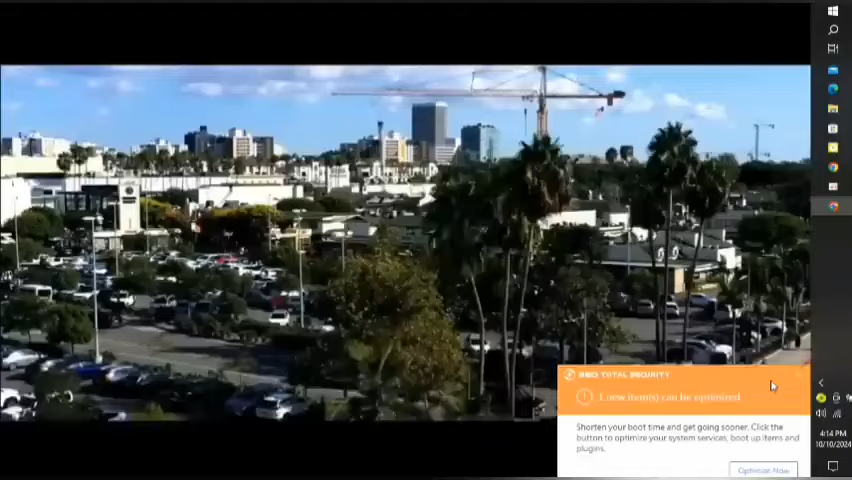 360 TOTAL SECURITY
1 new item(s) can be optimized
Shorten your boot time and get going sooner. Click the
button to optimize your system services, boot up items and
plugins.
Optimize Now
4:14 PM
10/10/2024